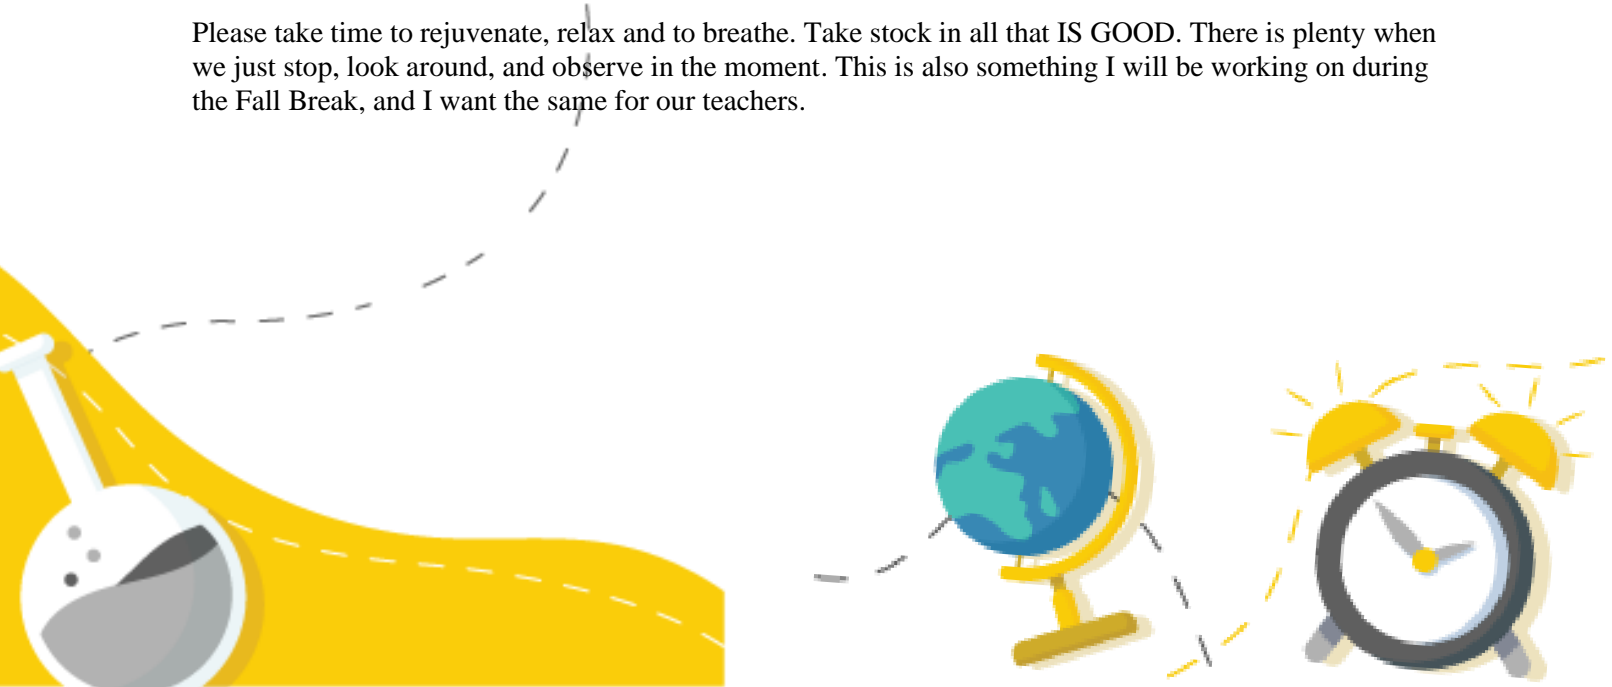 Please take time to rejuvenate, relax and to breathe. Take stock in all that IS GOOD. There is plenty when
we just stop, look around, and observe in the moment. This is also something I will be working on during
the Fall Break, and I want the same for our teachers.